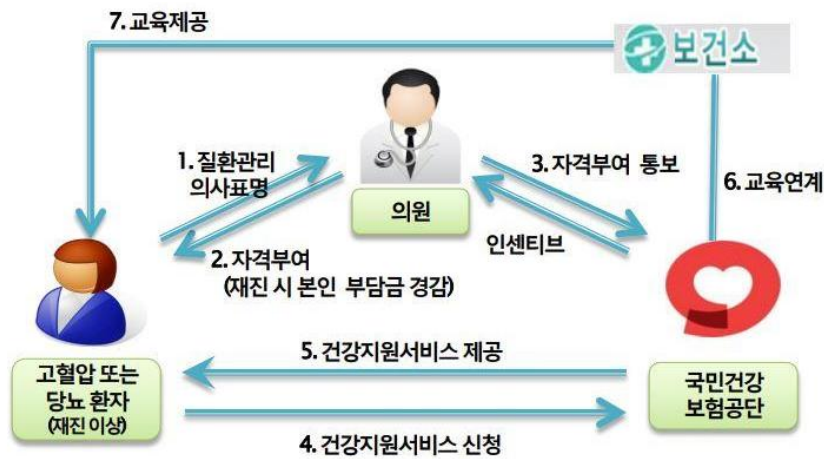 7. 교육제공
보건소
1. 질환관리
의사표명
3. 자격부여 통보
6. 교육연계
의원
2. 자격부여
(재진 시 본인 부담금 경감)
인센티브
5. 건강지원서비스 제공
고혈압 또는
당뇨 환자
(재진 이상)
국민건강
보험공단
4. 건강지원서비스 신청